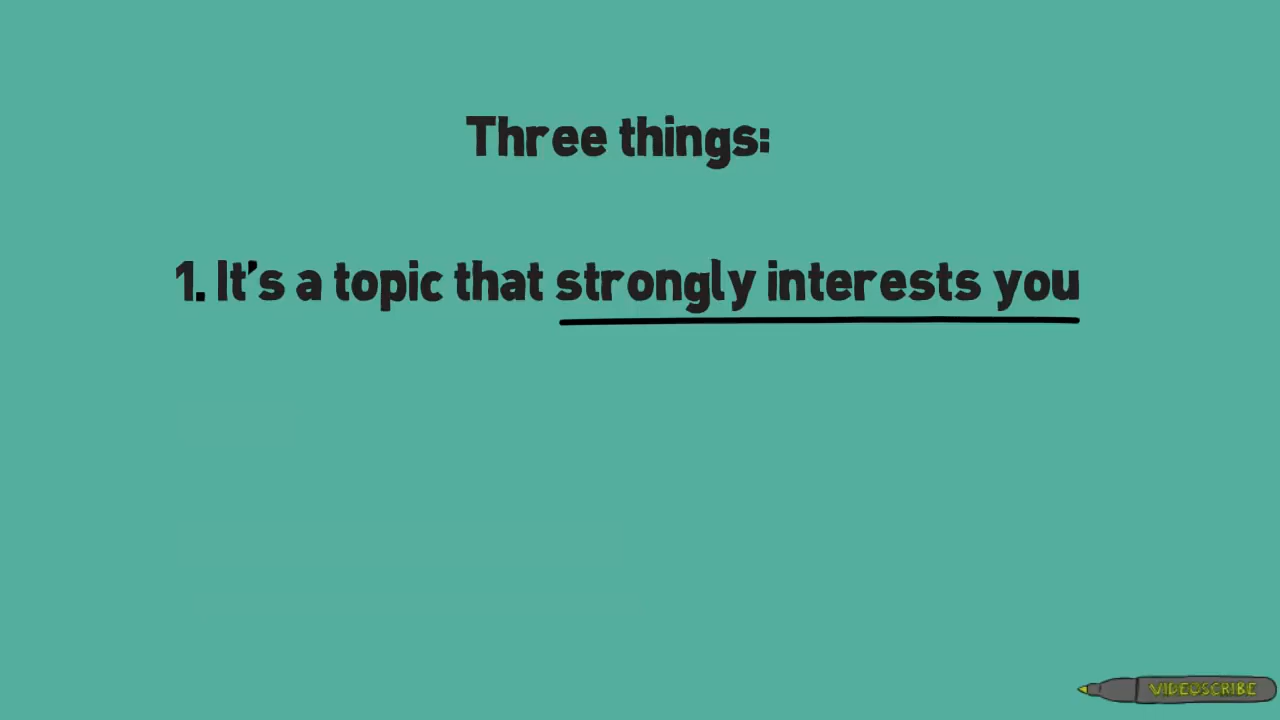 Three things:
1. It's a topic that strongly interests you
VIDEOSCRIBE